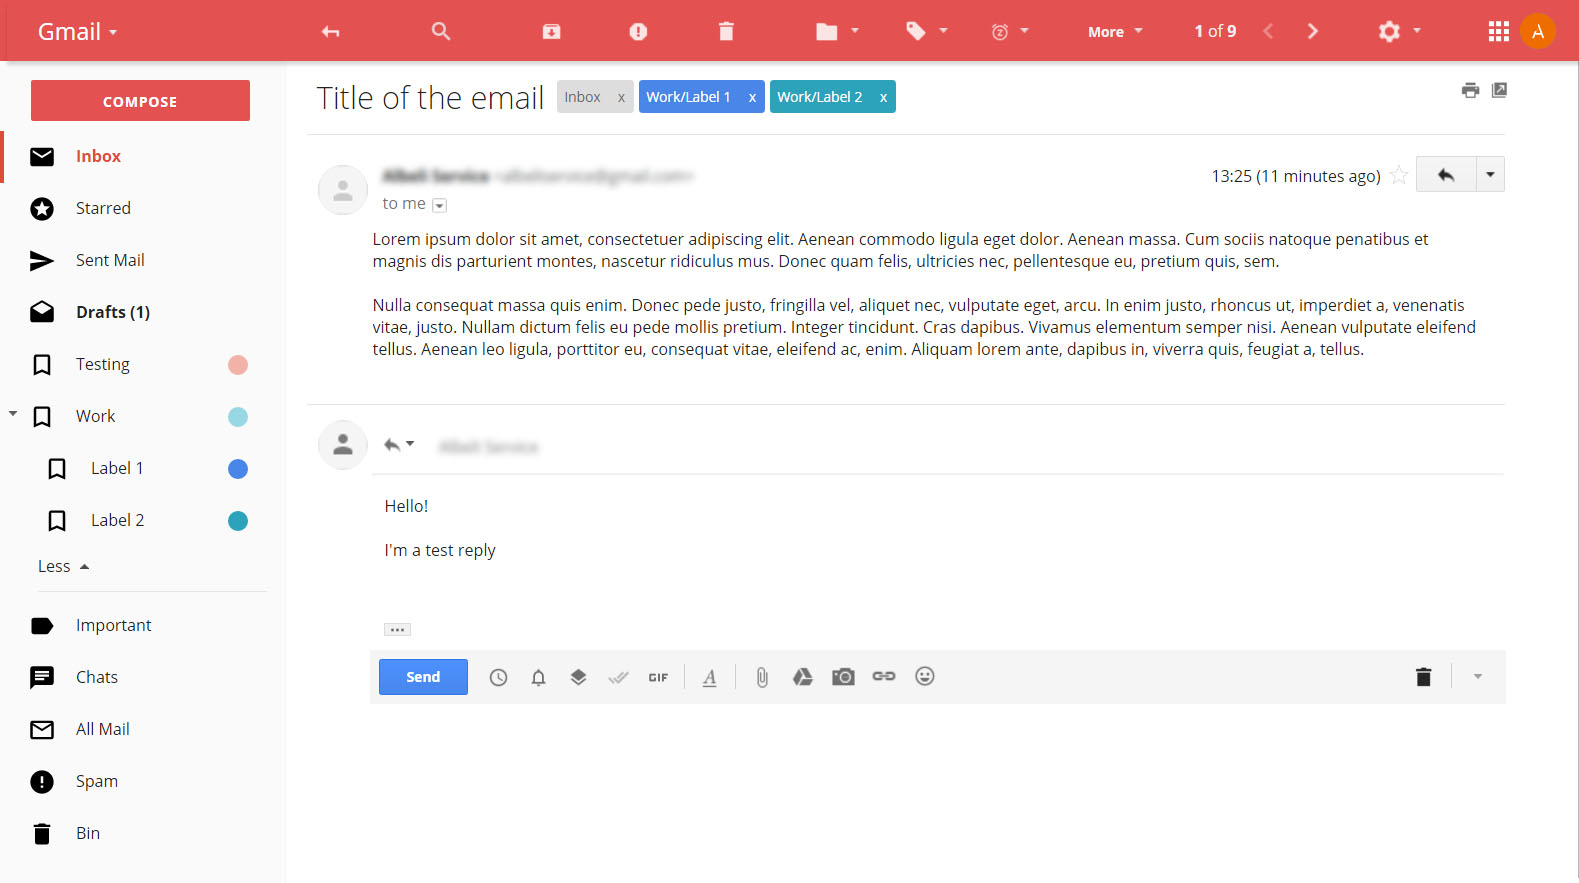 Gmail
More
1 of 9
A
COMPOSE
Inbox
Starred
Sent Mail
Drafts (1)
Testing
Work
Label 1
Label 2
Less
Important
Chats
All Mail
Spam
Bin
Title of the email
Inbox x
Work/Label 1 x
Work/Label 2 x
13:25 (11 minutes ago)
to me
Lorem ipsum dolor sit amet, consectetuer adipiscing elit. Aenean commodo ligula eget dolor. Aenean massa. Cum sociis natoque penatibus et
magnis dis parturient montes, nascetur ridiculus mus. Donec quam felis, ultricies nec, pellentesque eu, pretium quis, sem.
Nulla consequat massa quis enim. Donec pede justo, fringilla vel, aliquet nec, vulputate eget, arcu. In enim justo, rhoncus ut, imperdiet a, venenatis
vitae, justo. Nullam dictum felis eu pede mollis pretium. Integer tincidunt. Cras dapibus. Vivamus elementum semper nisi. Aenean vulputate eleifend
tellus. Aenean leo ligula, porttitor eu, consequat vitae, eleifend ac, enim. Aliquam lorem ante, dapibus in, viverra quis, feugiat a, tellus.
Hello!
I'm a test reply
Send
GIF
A